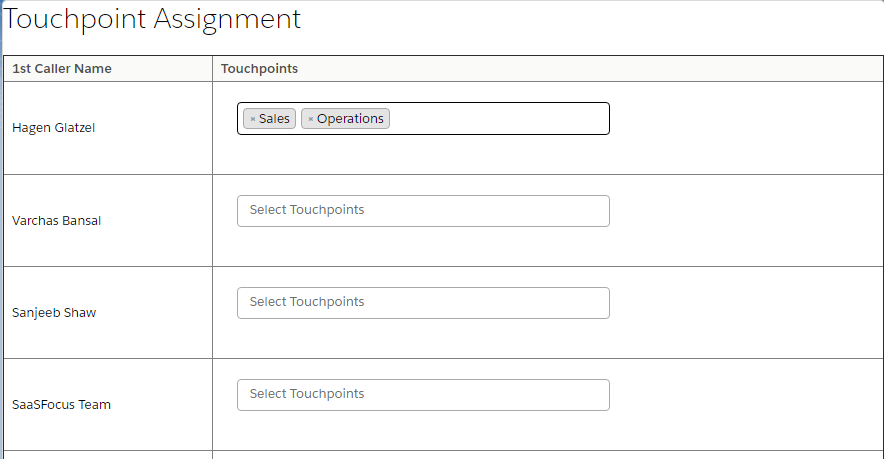 Touchpoint Assignment
1st Caller Name Touchpoints
Hagen Glatzel × Sales × Operations
Varchas Bansal Select Touchpoints
Sanjeeb Shaw Select Touchpoints
SaaSFocus Team Select Touchpoints